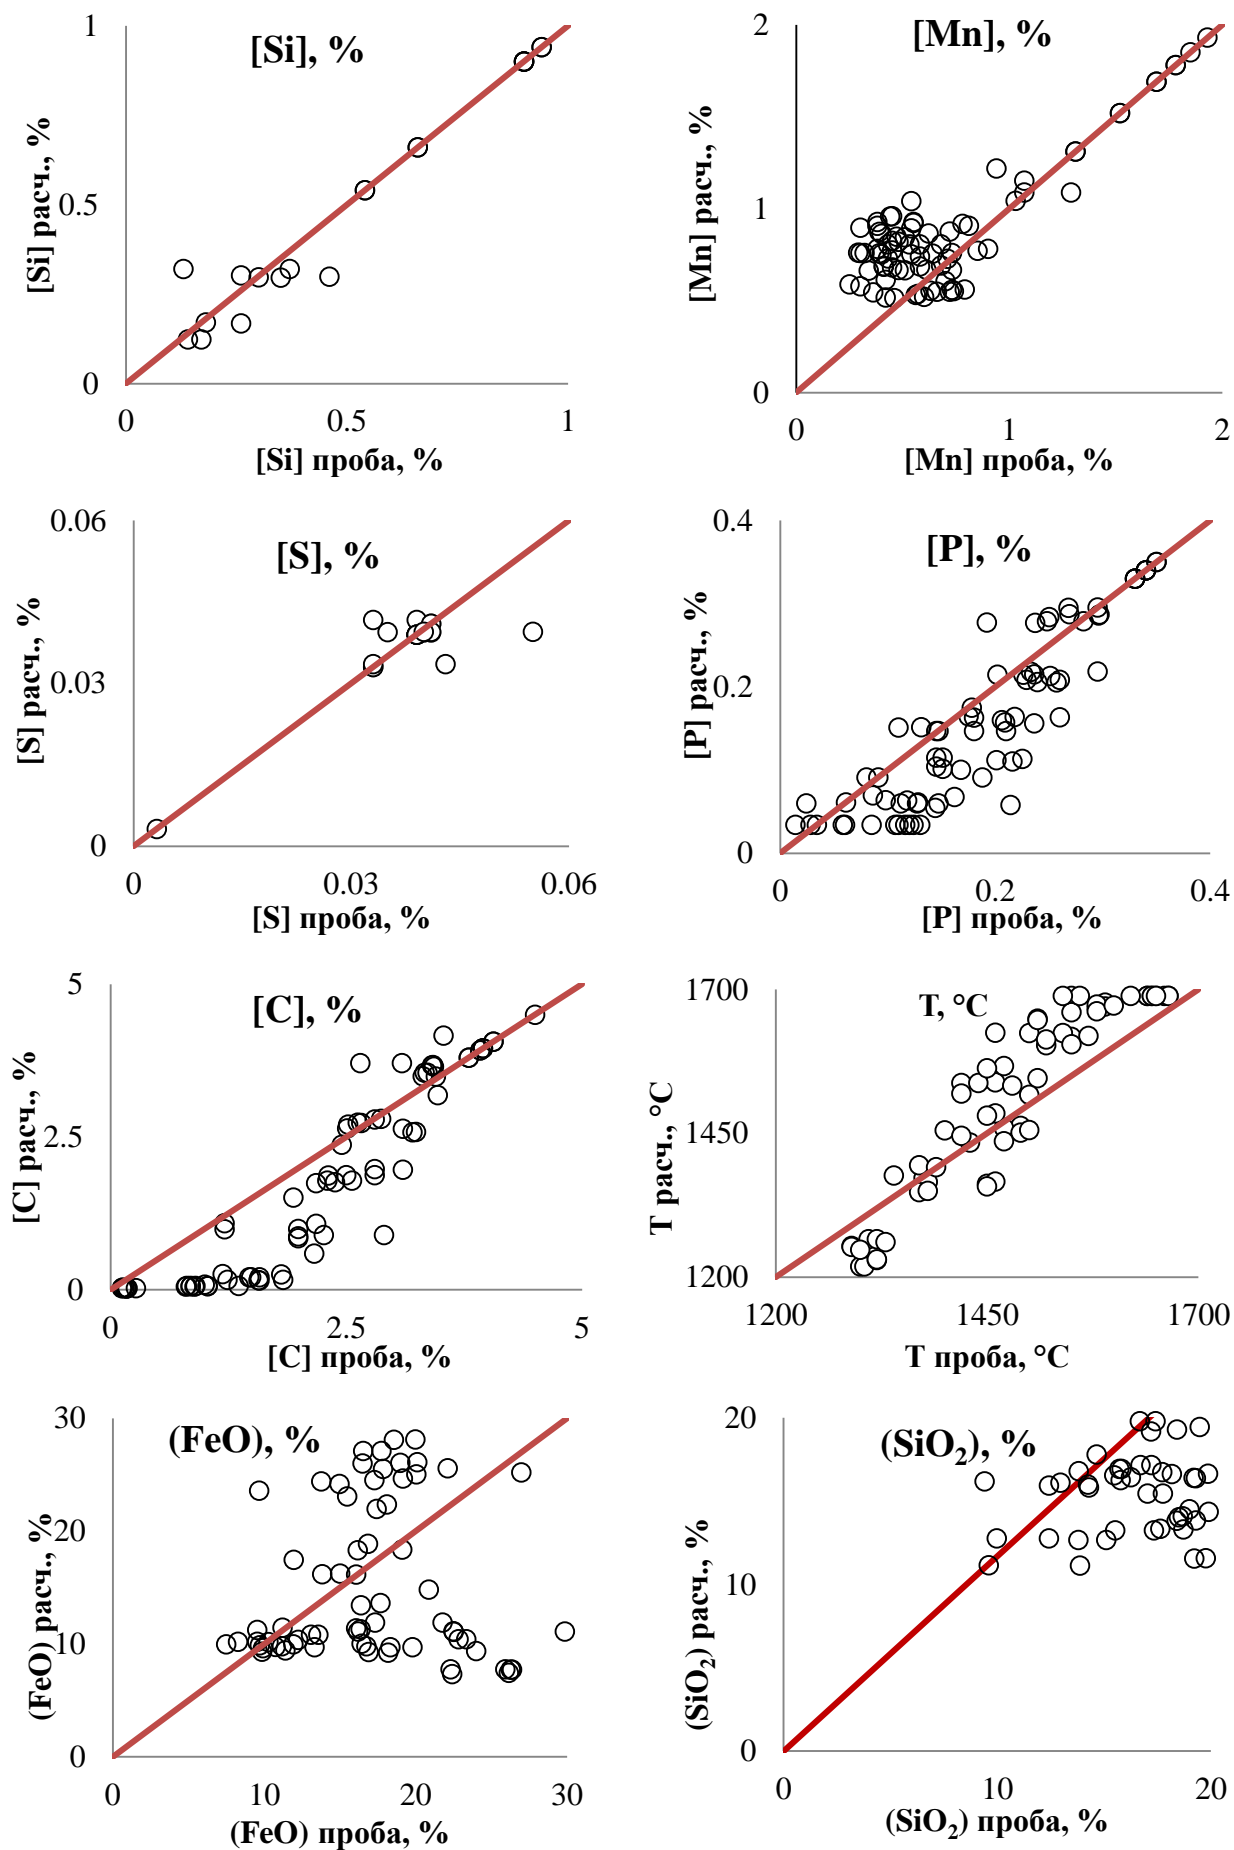 [Si], %
[Si] расч., %
1
0.5
0
0
0.5
1
[Si] проба, %
[Mn], %
[Mn] расч., %
2
1
0
0
1
2
[Mn] проба, %
[S], %
[S] расч., %
0.06
0.03
0
0
0.03
0.06
[S] проба, %
[P], %
[P] расч., %
0.4
0.2
0
0
0.2
0.4
[P] проба, %
[C], %
[C] расч., %
5
2.5
0
0
2.5
5
[C] проба, %
T, °C
T расч., °C
1700
1450
1200
1200
1450
1700
T проба, °C
(FeO), %
(FeO) расч., %
30
20
10
0
0
10
20
30
(FeO) проба, %
(SiO₂), %
(SiO₂) расч., %
20
10
0
0
10
20
(SiO₂) проба, %